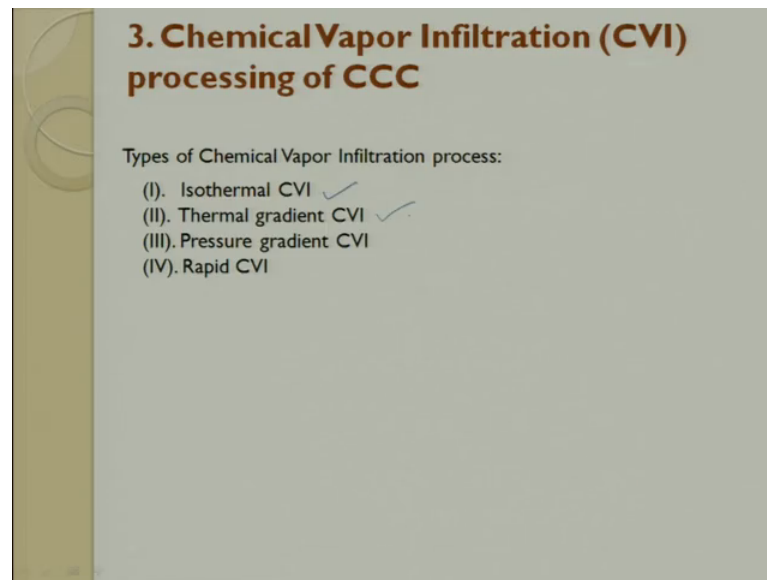 3. Chemical Vapor Infiltration (CVI)
processing of CCC
Types of Chemical Vapor Infiltration process:
(I). Isothermal CVI
(II). Thermal gradient CVI
(III). Pressure gradient CVI
(IV). Rapid CVI